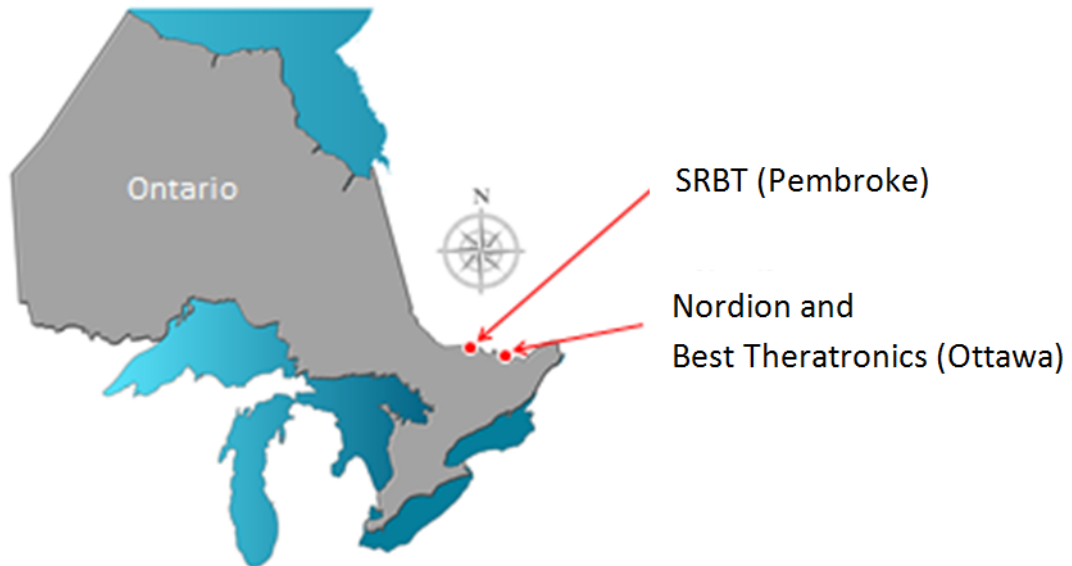 Ontario
N
SRBT (Pembroke)
Nordion and
Best Theratronics (Ottawa)